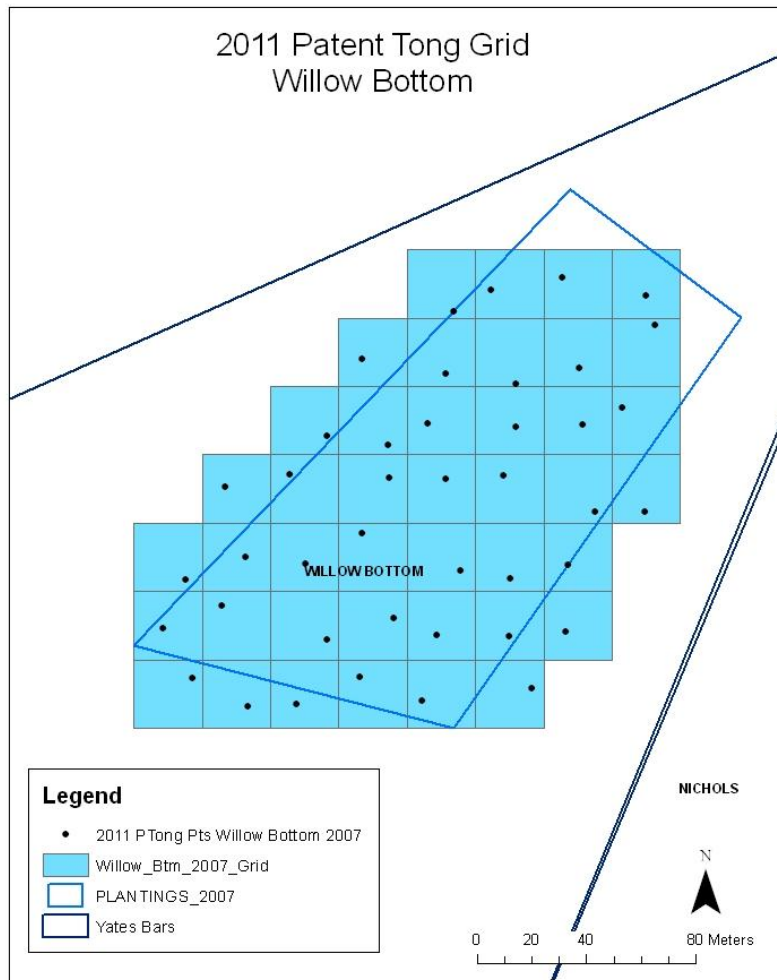 2011 Patent Tong Grid
Willow Bottom
WILLOW BOTTOM
NICHOLS
Legend
2011 PTong Pts Willow Bottom 2007
Willow_Btm_2007_Grid
PLANTINGS_2007
Yates Bars
N
0 20 40 80 Meters